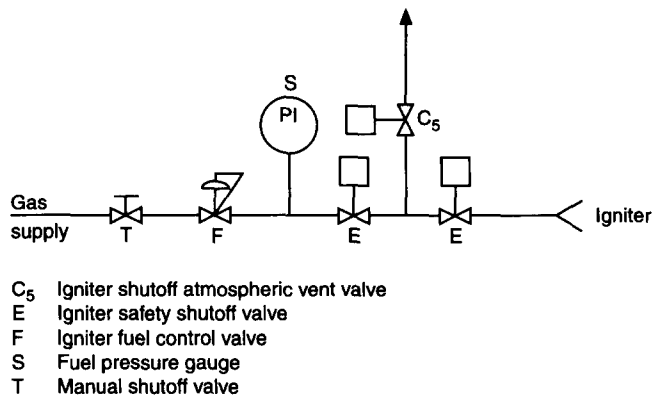 S
PI
C₅
Gas
supply
T
F
E
E
Igniter
C₅ Igniter shutoff atmospheric vent valve
E Igniter safety shutoff valve
F Igniter fuel control valve
S Fuel pressure gauge
T Manual shutoff valve